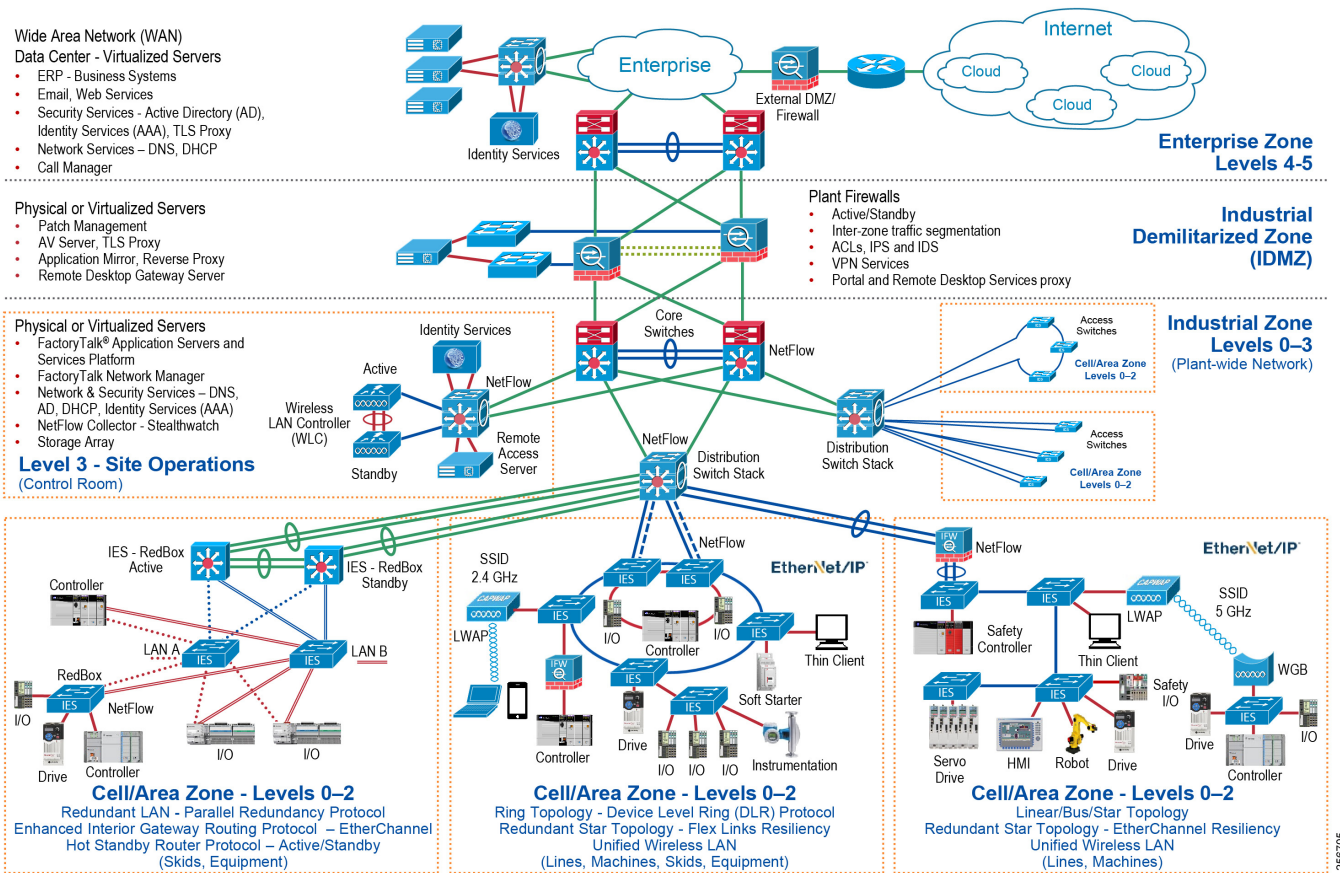 Wide Area Network (WAN)
Data Center - Virtualized Servers
• ERP - Business Systems
• Email, Web Services
• Security Services - Active Directory (AD),
Identity Services (AAA), TLS Proxy
• Network Services – DNS, DHCP
• Call Manager
Identity Services
Enterprise
External DMZ/
Firewall
Internet
Cloud
Cloud
Cloud
Enterprise Zone
Levels 4-5
Physical or Virtualized Servers
• Patch Management
• AV Server, TLS Proxy
• Application Mirror, Reverse Proxy
• Remote Desktop Gateway Server
Plant Firewalls
• Active/Standby
• Inter-zone traffic segmentation
• ACLs, IPS and IDS
• VPN Services
• Portal and Remote Desktop Services proxy
Industrial
Demilitarized Zone
(IDMZ)
Physical or Virtualized Servers
• FactoryTalk® Application Servers and
Services Platform
• FactoryTalk Network Manager
• Network & Security Services – DNS,
AD, DHCP, Identity Services (AAA)
• NetFlow Collector - Stealthwatch
• Storage Array
Level 3 - Site Operations
(Control Room)
Identity Services
Active
NetFlow
Wireless
LAN Controller
(WLC)
Standby
Remote
Access
Server
Core
Switches
NetFlow
NetFlow
Distribution
Switch Stack
Distribution
Switch Stack
Access
Switches
Cell/Area Zone
Levels 0–2
Access
Switches
Cell/Area Zone
Levels 0–2
Industrial Zone
Levels 0–3
(Plant-wide Network)
IES - RedBox
Active
IES - RedBox
Standby
Controller
LAN A
IES
IES
LAN B
RedBox
IES
NetFlow
I/O
Drive
Controller
I/O
I/O
Cell/Area Zone - Levels 0–2
Redundant LAN - Parallel Redundancy Protocol
Enhanced Interior Gateway Routing Protocol – EtherChannel
Hot Standby Router Protocol – Active/Standby
(Skids, Equipment)
SSID
2.4 GHz
CAPWAP
LWAP
NetFlow
EtherNet/IP
IES
IES
IES
IES
IES
IES
IFW
I/O
Controller
I/O
Thin Client
Soft Starter
Controller
Drive
I/O
I/O
I/O
Instrumentation
Cell/Area Zone - Levels 0–2
Ring Topology - Device Level Ring (DLR) Protocol
Redundant Star Topology - Flex Links Resiliency
Unified Wireless LAN
(Lines, Machines, Skids, Equipment)
IFW
NetFlow
EtherNet/IP
IES
IES
CAPWAP
LWAP
SSID
5 GHz
Safety
Controller
Thin Client
WGB
IES
IES
Safety
I/O
IES
Servo
Drive
HMI
Robot
Drive
Drive
I/O
Controller
Cell/Area Zone - Levels 0–2
Linear/Bus/Star Topology
Redundant Star Topology - EtherChannel Resiliency
Unified Wireless LAN
(Lines, Machines)